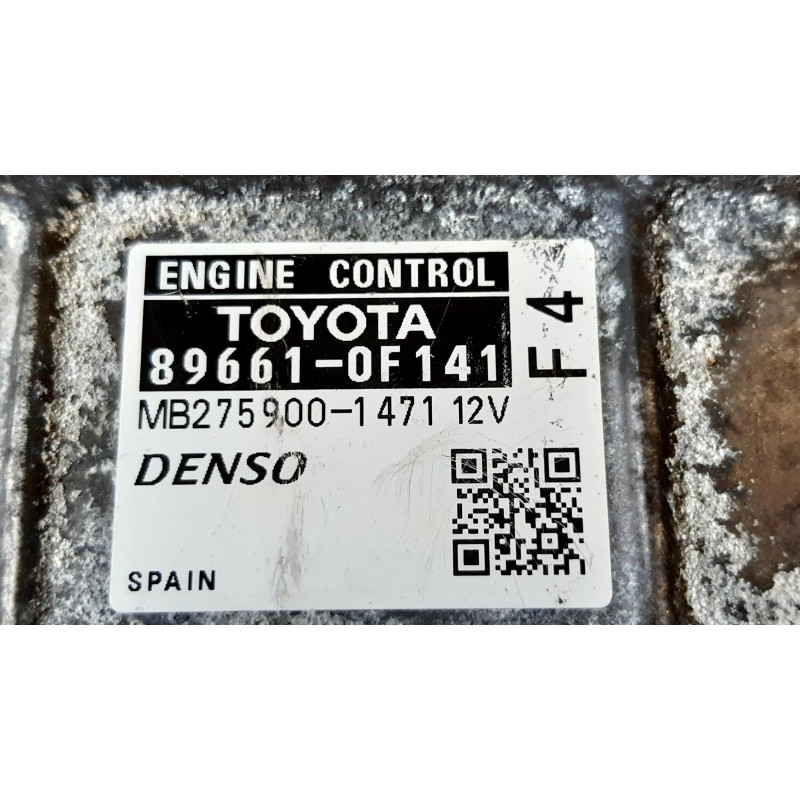 ENGINE CONTROL
TOYOTA
89661-0F141
MB275900-1471 12V
DENSO
SPAIN
F4